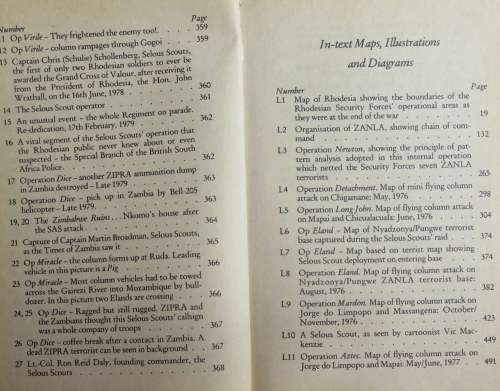 Number
Page
11 Op Virile – They frightened the enemy too!. . . . . 359
12 Op Virile – column rampages through Gogoi . . . 359
13 Captain Chris (Schulie) Schollenberg, Selous Scouts,
the first of only two Rhodesian soldiers to ever be
awarded the Grand Cross of Valour, after receiving it
from the President of Rhodesia, the Hon. John
Wrathall, on the 16th June, 1978 . . . . . 360
14 The Selous Scout operator . . . . . 361
15 An unusual event – the whole Regiment on parade.
Re-dedication, 17th February, 1979 . . . . . 362
16 A vital segment of the Selous Scouts' operation that
the Rhodesian public never knew about or even
suspected – the Special Branch of the British South
Africa Police. . . . . . 362
17 Operation Dice – another ZIPRA ammunition dump
in Zambia destroyed – Late 1979 . . . . . 363
18 Operation Dice – pick up in Zambia by Bell-205
helicopter – Late 1979. . . . . . 363
19, 20 The Zimbabwe Ruins . . . Nkomo's house after
the SAS attack . . . . . 364
21 Capture of Captain Martin Broodman, Selous Scouts,
as the Times of Zambia saw it . . . . . 365
22 Op Miracle – the column forms up at Ruda. Leading
vehicle in this picture is a Pig . . . . . 366
23 Op Miracle – Most column vehicles had to be towed
across the Gaerezi River into Mozambique by bull-
dozer. In this picture two Elands are crossing . . . 366
24, 25 Op Dice – Ragged but still rugged. ZIPRA and
the Zambians thought this Selous Scouts' callsign
was a whole company of troops . . . . . 367
26 Op Dice – coffee break after a contact in Zambia. A
dead ZIPRA terrorist can be seen in background . . 367
27 Lt.-Col. Ron Reid Daly, founding commander, the
Selous Scouts . . . . . 368
In-text Maps, Illustrations
and Diagrams
Number
Page
I.1 Map of Rhodesia showing the boundaries of the
Rhodesian Security Forces' operational areas as
they were at the end of the war . . . . . 19
I.2 Organisation of ZANLA, showing chain of com-
mand . . . . . 132
I.3 Operation Newton, showing the principle of pat-
tern analysis adopted in this internal operation
which netted the Security Forces seven ZANLA
terrorists . . . . . 265
I.4 Operation Detachment. Map of mini flying column
attack on Chigamane: May, 1976 . . . . . 298
I.5 Operation Long John. Map of flying column attack
on Mapai and Chicualacuala: June, 1976 . . . . . 304
I.6 Op Eland – Map of Nyadzonya/Pungwe terrorist
base captured during the Selous Scouts' raid . . . 374
I.7 Op Eland – Map based on terrorist map showing
Selous Scout deployment on entering base . . . 374
I.8 Operation Eland. Map of flying column attack on
Nyadzonya/Pungwe ZANLA terrorist base:
August, 1976 . . . . . 382
I.9 Operation Mardon. Map of flying column attack on
Jorge do Limpopo and Massangena: October/
November, 1976 . . . . . 423
I.10 A Selous Scout, as seen by cartoonist Vic Mac-
kenzie . . . . . 449
I.11 Operation Aztec. Map of flying column attack on
Jorge do Limpopo and Mapai: May/June, 1977 . . 491